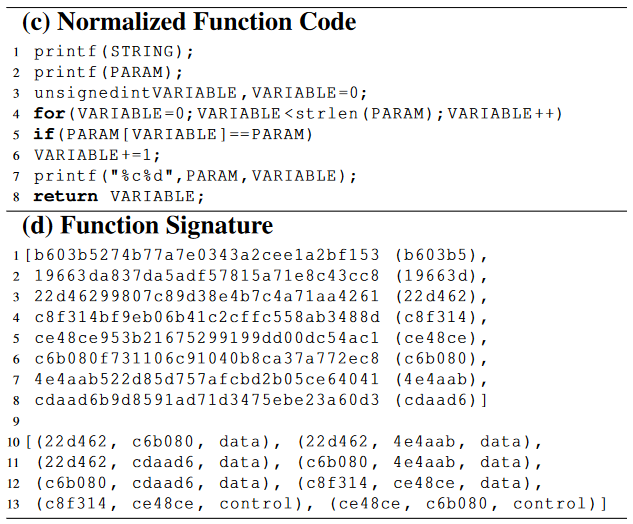 (c) Normalized Function Code
1 printf(STRING);
2 printf(PARAM);
3 unsignedintVARIABLE,VARIABLE=0;
4 for(VARIABLE=0;VARIABLE<strlen(PARAM);VARIABLE++)
5 if(PARAM[VARIABLE]==PARAM)
6 VARIABLE+=1;
7 printf("%c%d",PARAM,VARIABLE);
8 return VARIABLE;
(d) Function Signature
1 [b603b5274b77a7e0343a2cee1a2bf153 (b603b5),
2 19663da837da5adf57815a71e8c43cc8 (19663d),
3 22d46299807c89d38e4b7c4a71aa4261 (22d462),
4 c8f314bf9eb06b41c2cffc558ab3488d (c8f314),
5 ce48ce953b21675299199dd00dc54ac1 (ce48ce),
6 c6b080f731106c91040b8ca37a772ec8 (c6b080),
7 4e4aab522d85d757afcbd2b05ce64041 (4e4aab),
8 cdaad6b9d8591ad71d3475ebe23a60d3 (cdaad6)]
9
10 [(22d462, c6b080, data), (22d462, 4e4aab, data),
11 (22d462, cdaad6, data), (c6b080, 4e4aab, data),
12 (c6b080, cdaad6, data), (c8f314, ce48ce, data),
13 (c8f314, ce48ce, control), (ce48ce, c6b080, control)]